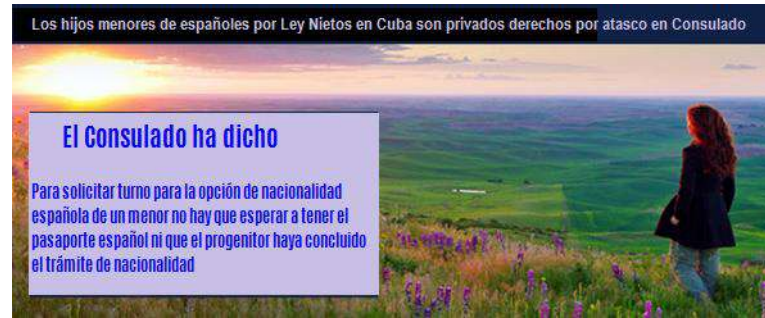 Los hijos menores de españoles por Ley Nietos en Cuba son privados derechos por atasco en Consulado
El Consulado ha dicho
Para solicitar turno para la opción de nacionalidad
española de un menor no hay que esperar a tener el
pasaporte español ni que el progenitor haya concluido
el trámite de nacionalidad